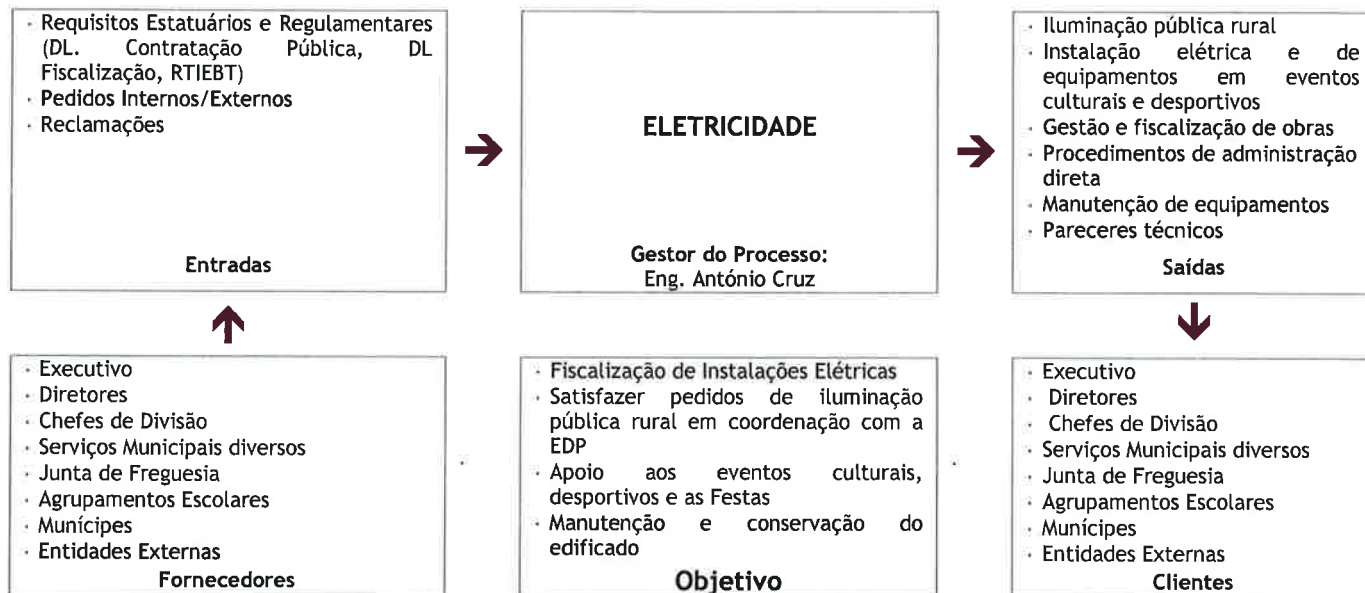 · Requisitos Estatuários e Regulamentares
(DL. Contratação Pública, DL
Fiscalização, RTIEBT)
· Pedidos Internos/Externos
· Reclamações
Entradas
ELETRICIDADE
Gestor do Processo:
Eng. António Cruz
· Iluminação pública rural
· Instalação elétrica e de
equipamentos em eventos
culturais e desportivos
· Gestão e fiscalização de obras
· Procedimentos de administração
direta
· Manutenção de equipamentos
· Pareceres técnicos
Saídas
· Executivo
· Diretores
· Chefes de Divisão
· Serviços Municipais diversos
· Junta de Freguesia
· Agrupamentos Escolares
· Munícipes
· Entidades Externas
Fornecedores
· Fiscalização de Instalações Elétricas
· Satisfazer pedidos de iluminação
pública rural em coordenação com a
EDP
· Apoio aos eventos culturais,
desportivos e as Festas
· Manutenção e conservação do
edificado
Objetivo
· Executivo
· Diretores
· Chefes de Divisão
· Serviços Municipais diversos
· Junta de Freguesia
· Agrupamentos Escolares
· Munícipes
· Entidades Externas
Clientes